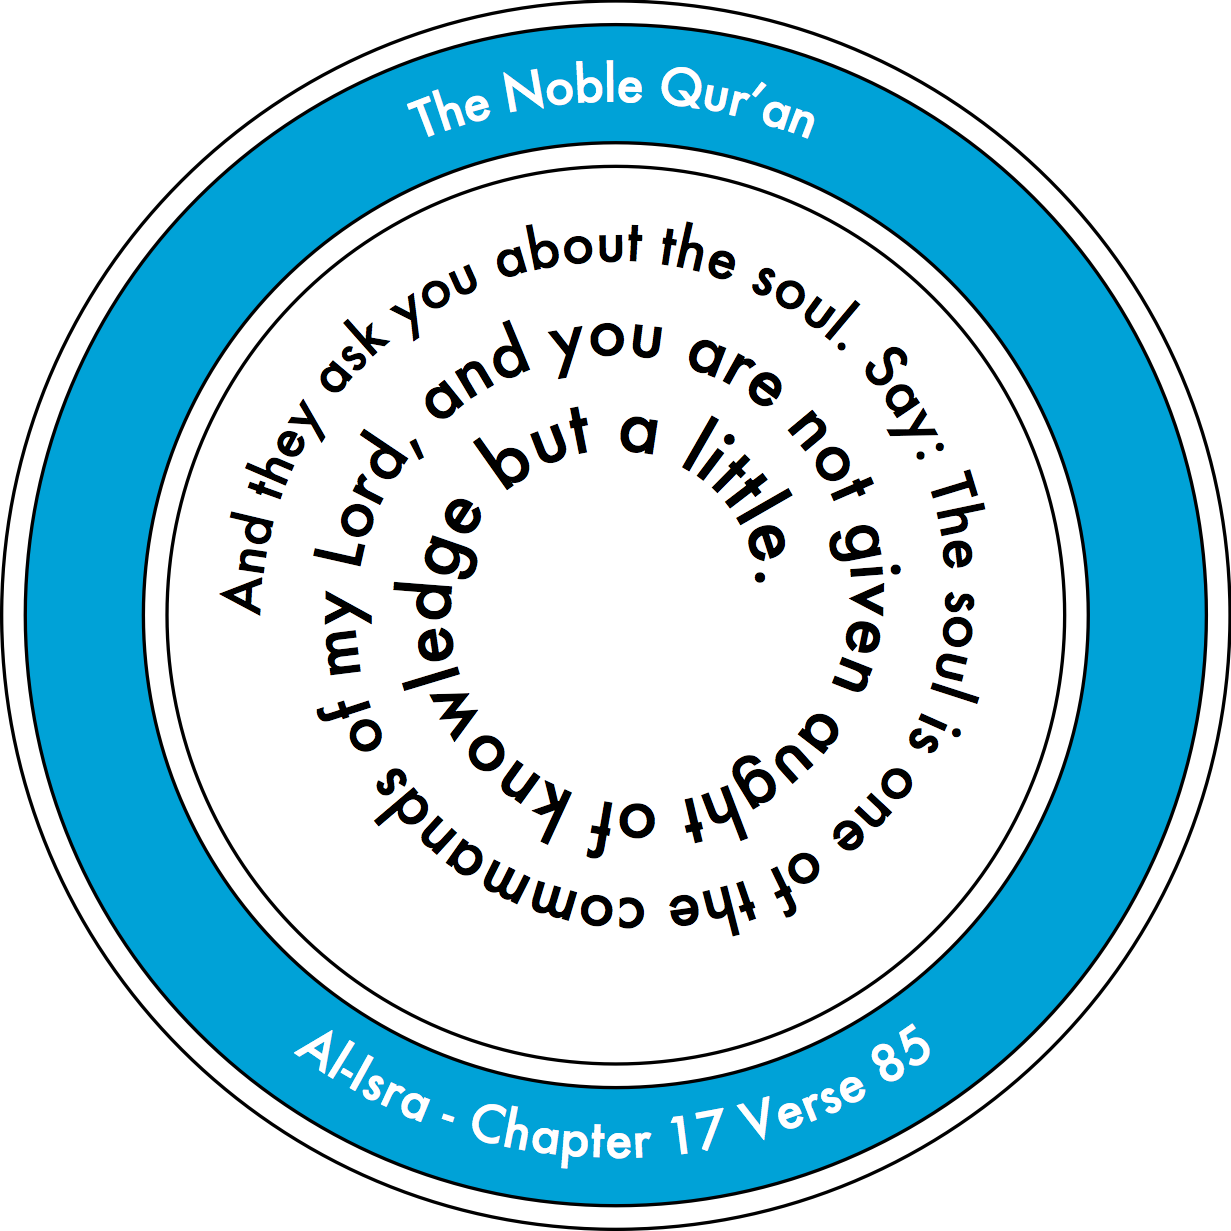 The Noble Qur’an
And they ask you about the soul. Say: The soul is one of the commands of my Lord, and you are not given aught of knowledge but a little.
Al-Isra - Chapter 17 Verse 85